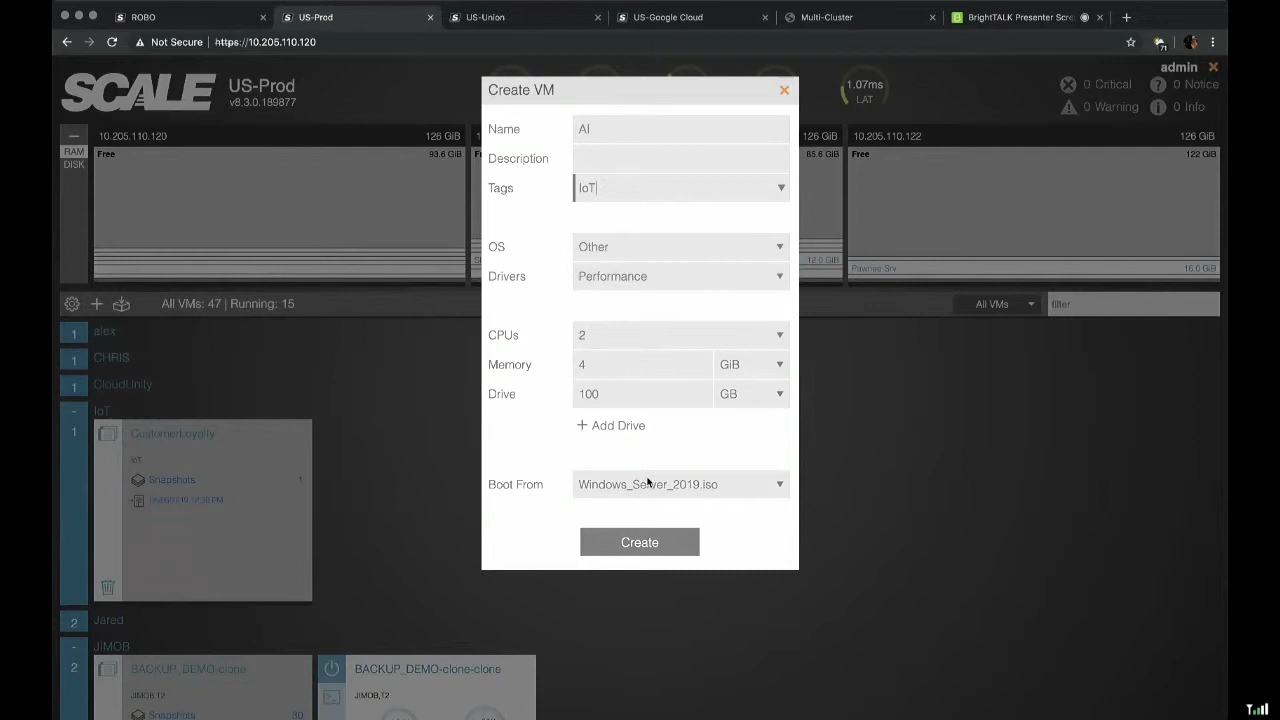 ROBO
US-Prod
US-Union
US-Google Cloud
Multi-Cluster
BrightTALK Presenter Scre
Not Secure | https://10.205.110.120
71
SCALE
US-Prod
v8.3.0.189877
1.07ms
LAT
admin
0 Critical
0 Notice
0 Warning
0 Info
RAM
DISK
10.205.110.120
126 GiB
Free
93.6 GiB
126 GiB
85.6 GiB
12.0 GiB
10.205.110.122
126 GiB
Free
122 GiB
Pawnee Srv
16.0 GiB
All VMs: 47 | Running: 15
All VMs
filter
1 alex
1 CHRIS
1 CloudUnity
- IoT
1
CustomerLoyalty
IoT
Snapshots 1
2 Jared
- JIMOB
2
BACKUP_DEMO-clone
JIMOB,T2
Snapshots 30
BACKUP_DEMO-clone-clone
JIMOB,T2
Create VM
Name AI
Description
Tags IoT
OS Other
Drivers Performance
CPUs 2
Memory 4 GiB
Drive 100 GB
+ Add Drive
Boot From Windows_Server_2019.iso
Create